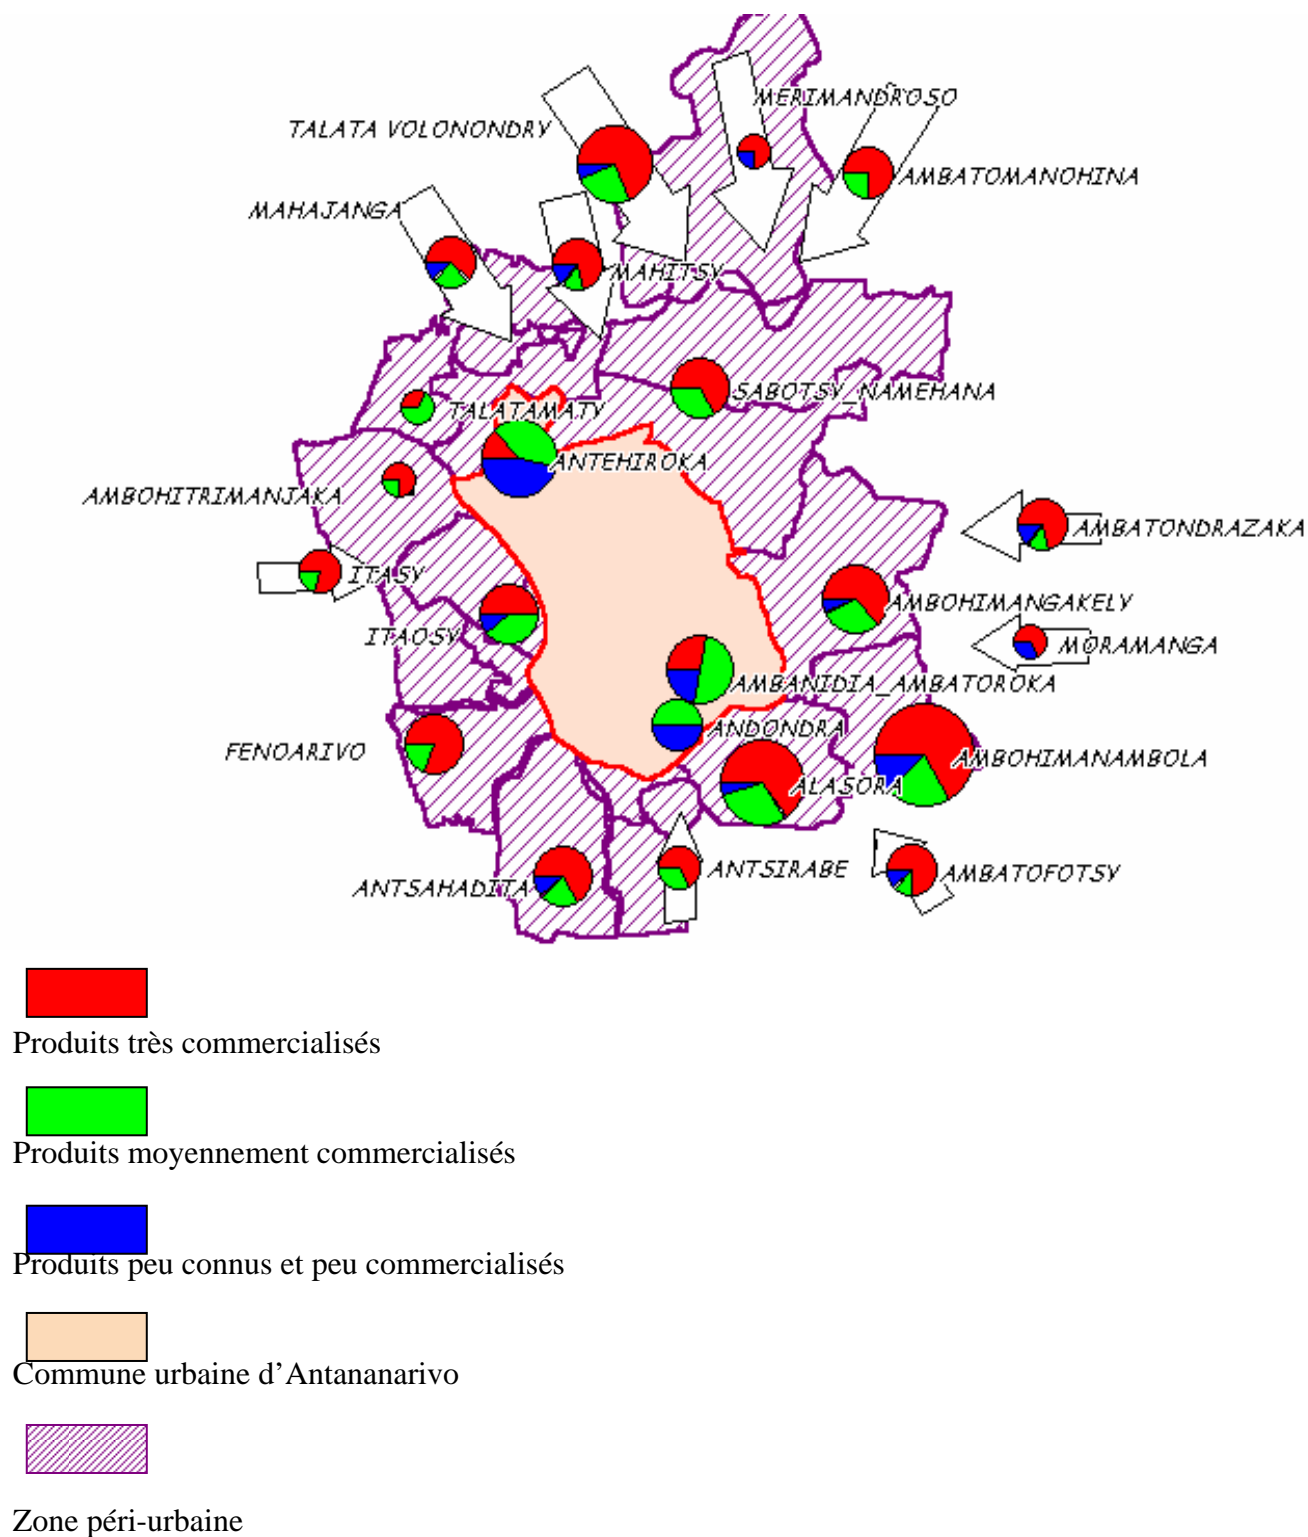 MERIMANDROSO
TALATA VOLONONDRY
AMBATOMANOHINA
MAHAJANGA
MAHITSY
SABOTSY_NAMEHANA
TALATAMATY
ANTEHIROKA
AMBOHITRIMANJAKA
AMBATONDRAZAKA
ITASY
AMBOHIMANGAKELY
ITAOSY
MORAMANGA
AMBANIDIA_AMBATOROKA
ANDONDRA
FENOARIVO
AMBOHIMANAMBOLA
ALASORA
ANTSIRABE
AMBATOFOTSY
ANTSAHADITA
Produits très commercialisés
Produits moyennement commercialisés
Produits peu connus et peu commercialisés
Commune urbaine d’Antananarivo
Zone péri-urbaine